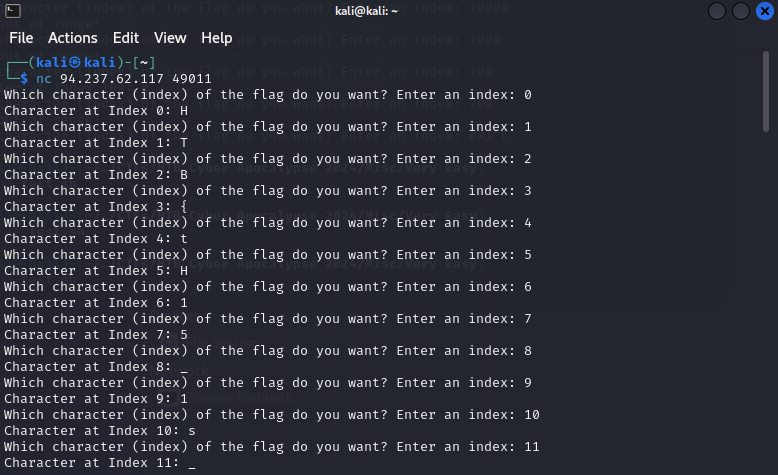 kali@kali: ~
File Actions Edit View Help
┌──(kali㉿kali)-[~]
└─$ nc 94.237.62.117 49011
Which character (index) of the flag do you want? Enter an index: 0
Character at Index 0: H
Which character (index) of the flag do you want? Enter an index: 1
Character at Index 1: T
Which character (index) of the flag do you want? Enter an index: 2
Character at Index 2: B
Which character (index) of the flag do you want? Enter an index: 3
Character at Index 3: {
Which character (index) of the flag do you want? Enter an index: 4
Character at Index 4: t
Which character (index) of the flag do you want? Enter an index: 5
Character at Index 5: H
Which character (index) of the flag do you want? Enter an index: 6
Character at Index 6: 1
Which character (index) of the flag do you want? Enter an index: 7
Character at Index 7: 5
Which character (index) of the flag do you want? Enter an index: 8
Character at Index 8: _
Which character (index) of the flag do you want? Enter an index: 9
Character at Index 9: 1
Which character (index) of the flag do you want? Enter an index: 10
Character at Index 10: s
Which character (index) of the flag do you want? Enter an index: 11
Character at Index 11: _